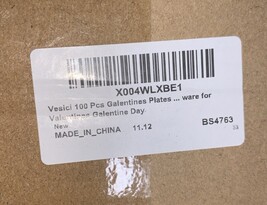 X004WLXBE1
Vesici 100 Pcs Galentines Plates ... ware for
Valentines Galentine Day
New
MADE_IN_CHINA 11.12 BS4763